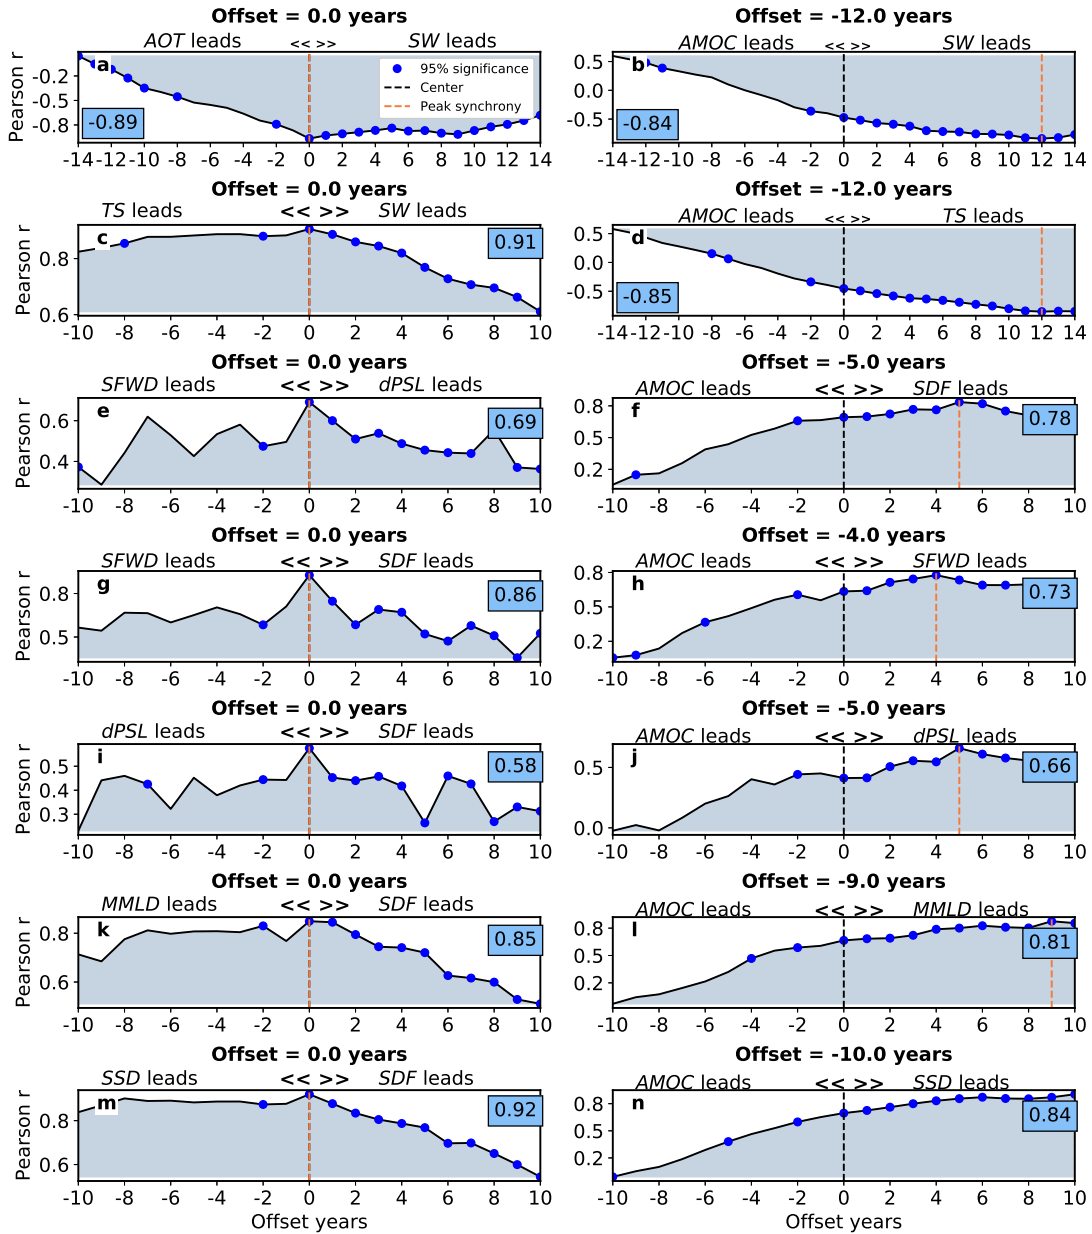 Offset = 0.0 years
AOT leads << >> SW leads
a
95% significance
Center
Peak synchrony
-0.89
Pearson r
-0.2
-0.5
-0.8
-14 -12 -10 -8 -6 -4 -2 0 2 4 6 8 10 12 14
Offset = -12.0 years
AMOC leads << >> SW leads
b
-0.84
0.5
0.0
-0.5
-14 -12 -10 -8 -6 -4 -2 0 2 4 6 8 10 12 14
Offset = 0.0 years
TS leads << >> SW leads
c
0.91
Pearson r
0.8
0.6
-10 -8 -6 -4 -2 0 2 4 6 8 10
Offset = -12.0 years
AMOC leads << >> TS leads
d
-0.85
0.5
0.0
-0.5
-14 -12 -10 -8 -6 -4 -2 0 2 4 6 8 10 12 14
Offset = 0.0 years
SFWD leads << >> dPSL leads
e
0.69
Pearson r
0.6
0.4
-10 -8 -6 -4 -2 0 2 4 6 8 10
Offset = -5.0 years
AMOC leads << >> SDF leads
f
0.78
0.8
0.5
0.2
-10 -8 -6 -4 -2 0 2 4 6 8 10
Offset = 0.0 years
SFWD leads << >> SDF leads
g
0.86
Pearson r
0.8
0.5
-10 -8 -6 -4 -2 0 2 4 6 8 10
Offset = -4.0 years
AMOC leads << >> SFWD leads
h
0.73
0.8
0.5
0.2
-10 -8 -6 -4 -2 0 2 4 6 8 10
Offset = 0.0 years
dPSL leads << >> SDF leads
i
0.58
Pearson r
0.5
0.3
-10 -8 -6 -4 -2 0 2 4 6 8 10
Offset = -5.0 years
AMOC leads << >> dPSL leads
j
0.66
0.5
0.0
-10 -8 -6 -4 -2 0 2 4 6 8 10
Offset = 0.0 years
MMLD leads << >> SDF leads
k
0.85
Pearson r
0.8
0.6
-10 -8 -6 -4 -2 0 2 4 6 8 10
Offset = -9.0 years
AMOC leads << >> MMLD leads
l
0.81
0.8
0.5
0.2
-10 -8 -6 -4 -2 0 2 4 6 8 10
Offset = 0.0 years
SSD leads << >> SDF leads
m
0.92
Pearson r
0.8
0.6
-10 -8 -6 -4 -2 0 2 4 6 8 10
Offset years
Offset = -10.0 years
AMOC leads << >> SSD leads
n
0.84
0.8
0.5
0.2
-10 -8 -6 -4 -2 0 2 4 6 8 10
Offset years